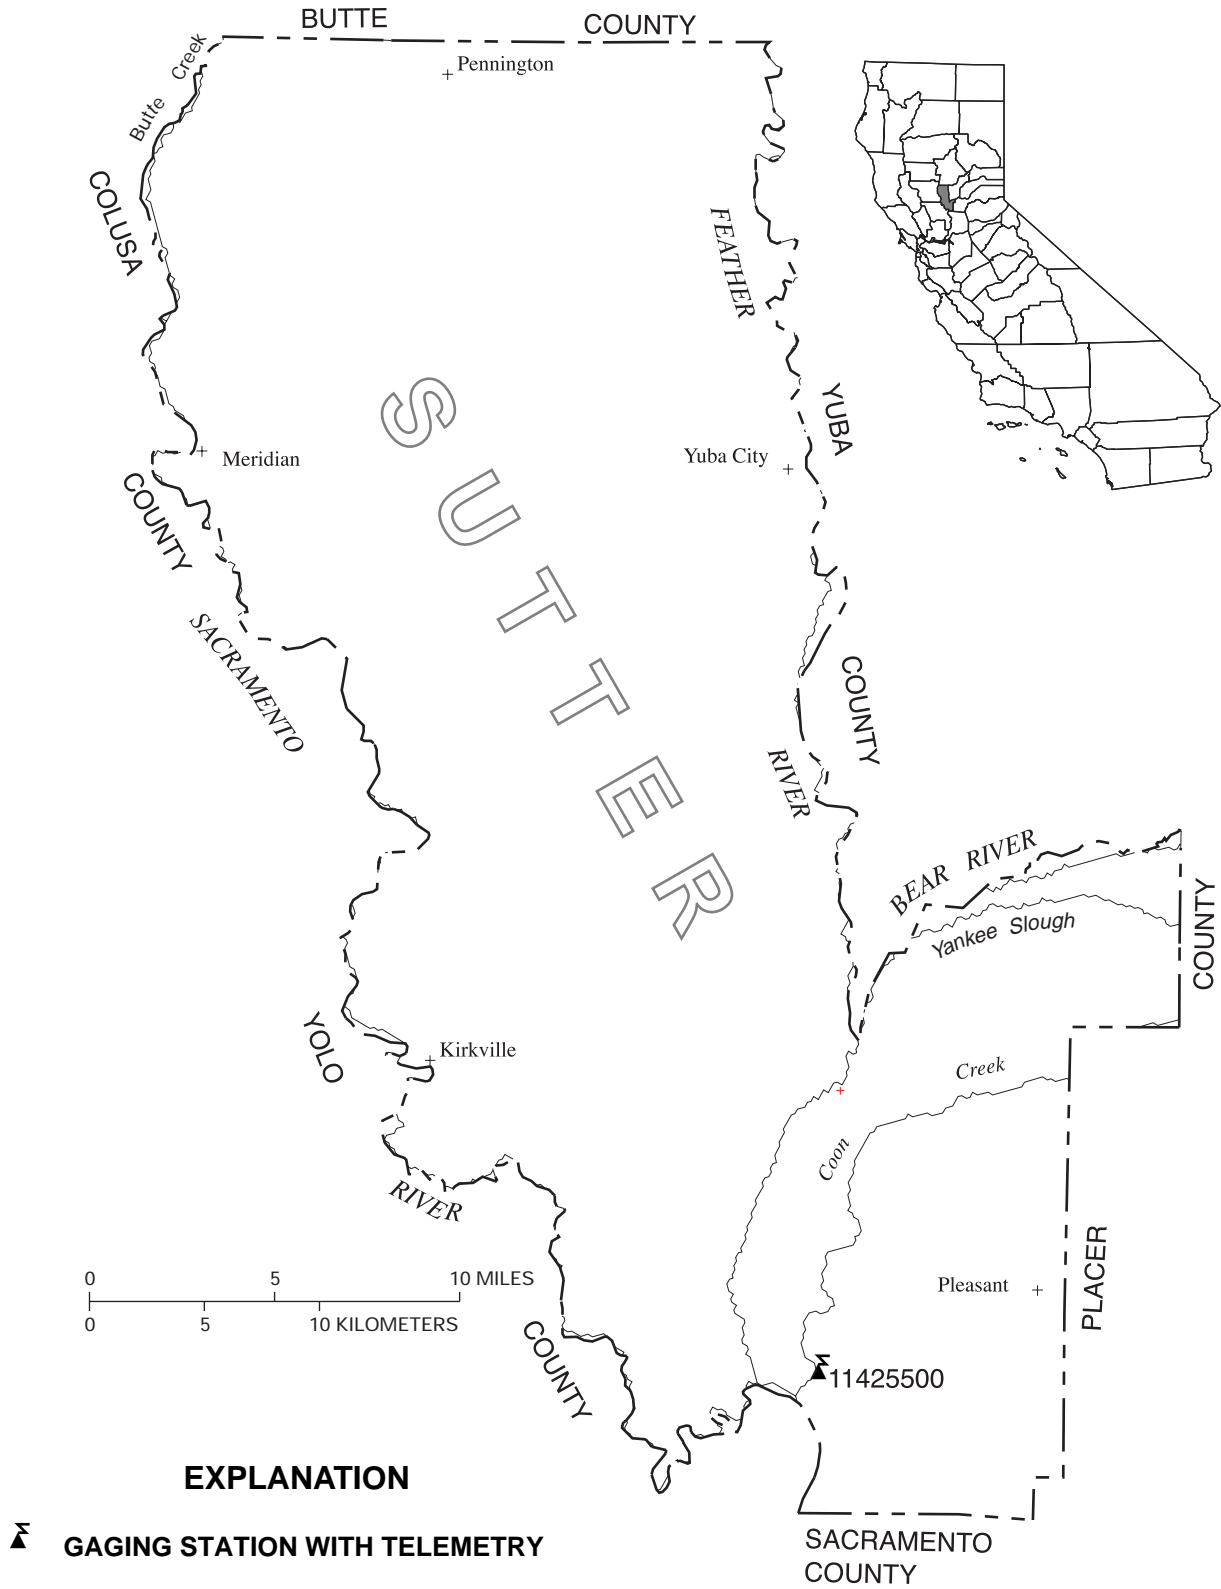 BUTTE COUNTY
Butte Creek
Pennington
COLUSA
FEATHER
YUBA
Yuba City
Meridian
COUNTY
SUTTER
SACRAMENTO
COUNTY
RIVER
BEAR RIVER
Yankee Slough
COUNTY
YOLO
Kirkville
Creek
Coon
RIVER
PLACER
Pleasant
0 5 10 MILES
0 5 10 KILOMETERS
COUNTY
11425500
EXPLANATION
GAGING STATION WITH TELEMETRY
SACRAMENTO
COUNTY